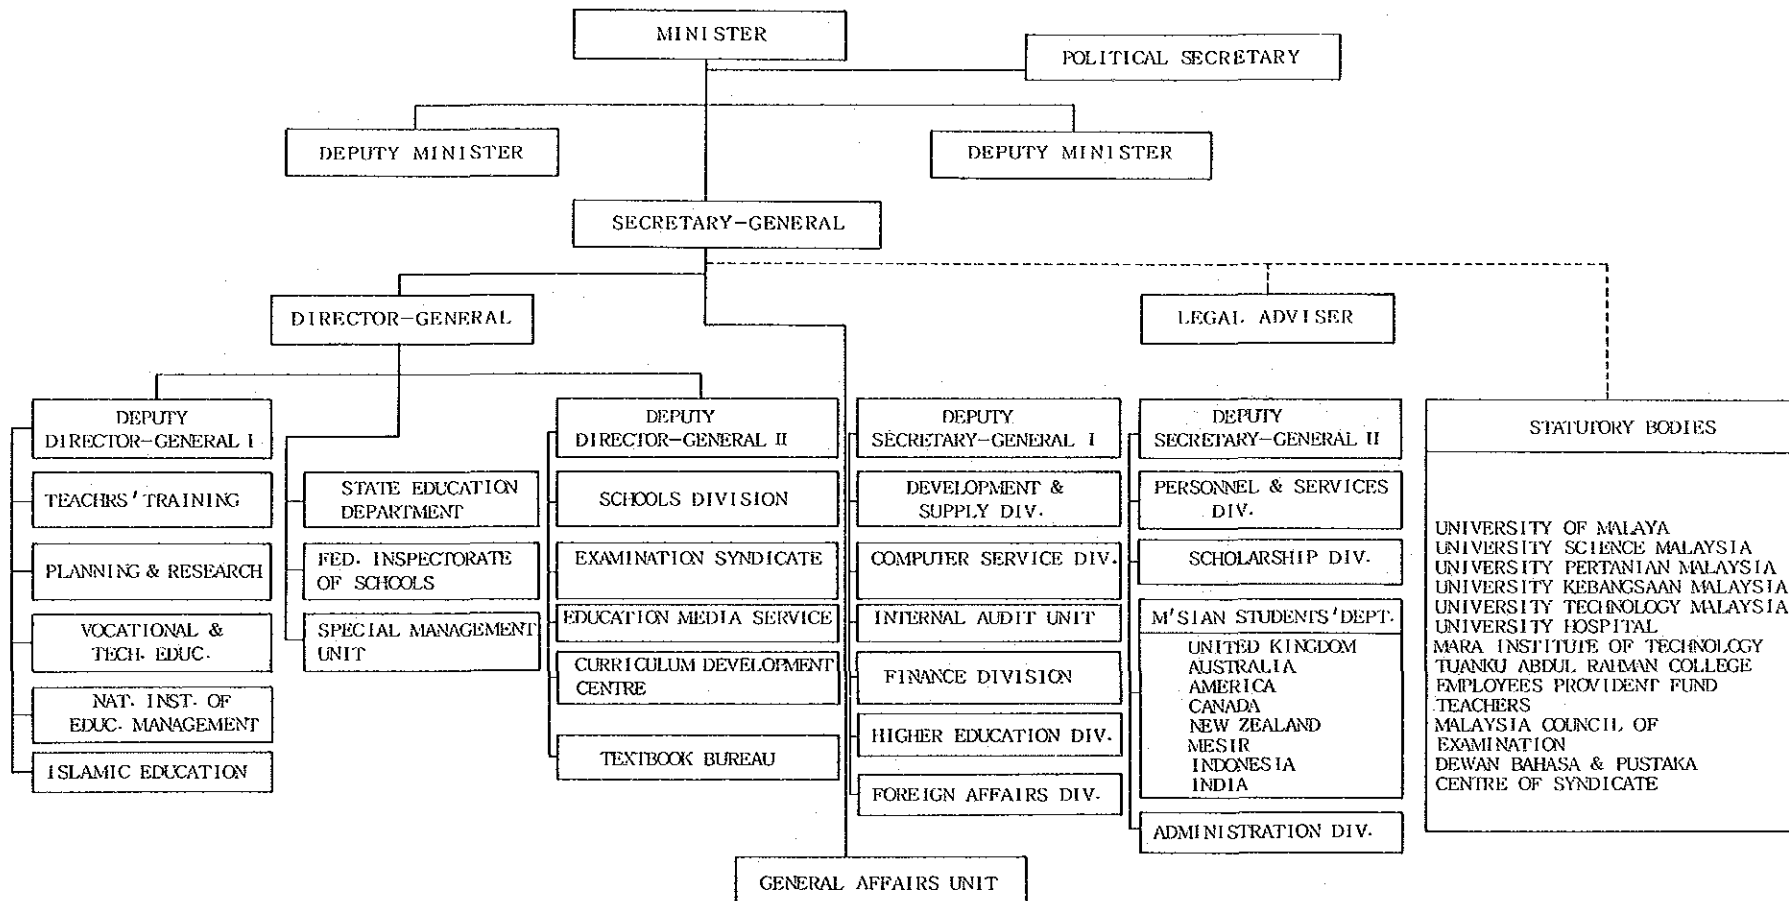 MINISTER
POLITICAL SECRETARY
DEPUTY MINISTER
DEPUTY MINISTER
SECRETARY-GENERAL
DIRECTOR-GENERAL
LEGAL ADVISER
DEPUTY
DIRECTOR-GENERAL I
TEACHRS' TRAINING
PLANNING & RESEARCH
VOCATIONAL &
TECH. EDUC.
NAT. INST. OF
EDUC. MANAGEMENT
ISLAMIC EDUCATION
STATE EDUCATION
DEPARTMENT
FED. INSPECTORATE
OF SCHOOLS
SPECIAL MANAGEMENT
UNIT
DEPUTY
DIRECTOR-GENERAL II
SCHOOLS DIVISION
EXAMINATION SYNDICATE
EDUCATION MEDIA SERVICE
CURRICULUM DEVELOPMENT
CENTRE
TEXTBOOK BUREAU
DEPUTY
SECRETARY-GENERAL I
DEVELOPMENT &
SUPPLY DIV.
COMPUTER SERVICE DIV.
INTERNAL AUDIT UNIT
FINANCE DIVISION
HIGHER EDUCATION DIV.
FOREIGN AFFAIRS DIV.
DEPUTY
SECRETARY-GENERAL II
PERSONNEL & SERVICES
DIV.
SCHOLARSHIP DIV.
M'SIAN STUDENTS' DEPT.
UNITED KINGDOM
AUSTRALIA
AMERICA
CANADA
NEW ZEALAND
MESIR
INDONESIA
INDIA
ADMINISTRATION DIV.
STATUTORY BODIES
UNIVERSITY OF MALAYA
UNIVERSITY SCIENCE MALAYSIA
UNIVERSITY PERTANIAN MALAYSIA
UNIVERSITY KEBANGSAAN MALAYSIA
UNIVERSITY TECHNOLOGY MALAYSIA
UNIVERSITY HOSPITAL
MARA INSTITUTE OF TECHNOLOGY
TUANKU ABDUL RAHMAN COLLEGE
EMPLOYEES PROVIDENT FUND
TEACHERS
MALAYSIA COUNCIL OF
EXAMINATION
DEWAN BAHASA & PUSTAKA
CENTRE OF SYNDICATE
GENERAL AFFAIRS UNIT